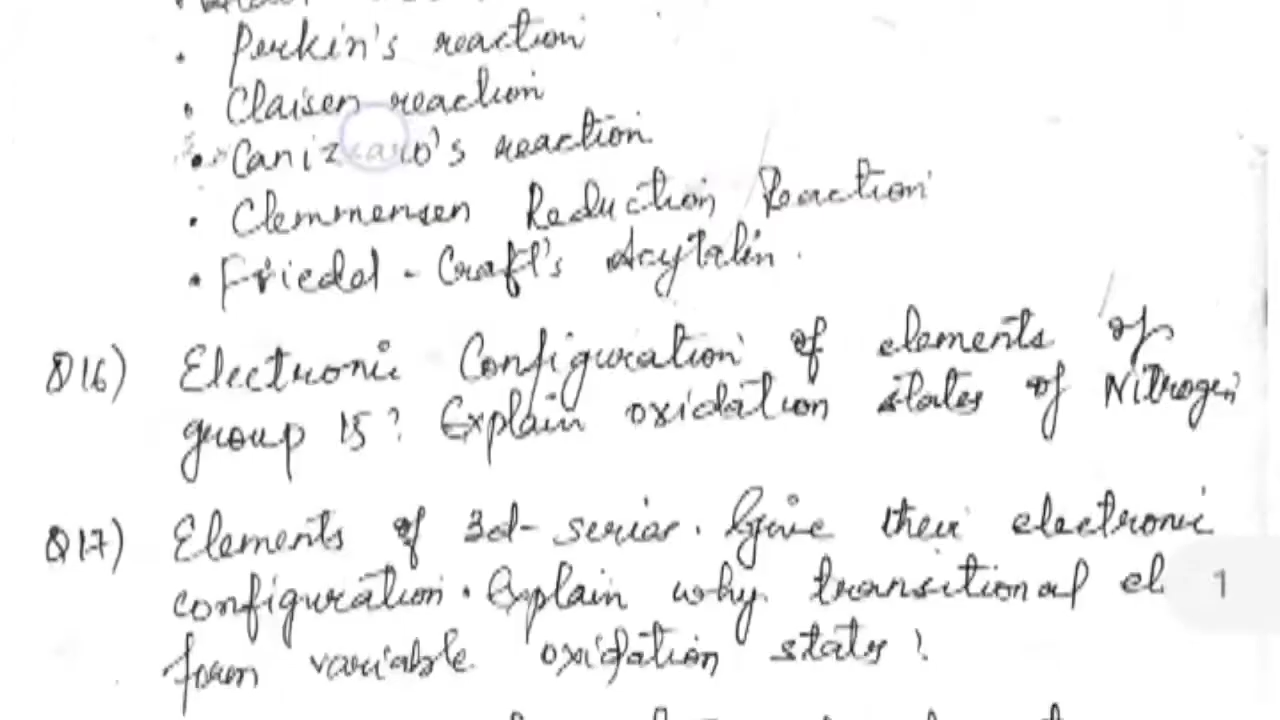 • Perkin's reaction
• Claisen reaction
• Canizzaro's reaction
• Clemmensen Reduction Reaction
• Friedel - Craft's Acytalin.
Q16) Electronic Configuration of elements of
group 15? Explain oxidation states of Nitrogen?
Q17) Elements of 3d-series. Give their electronic
configuration. Explain why transitional el
form variable oxidation states?
1